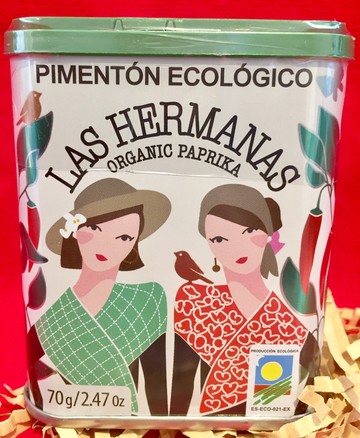 PIMENTÓN ECOLÓGICO
LAS HERMANAS
ORGANIC PAPRIKA
70g/2.47 oz
PRODUCCIÓN ECOLÓGICA
ES-ECO-021-EX